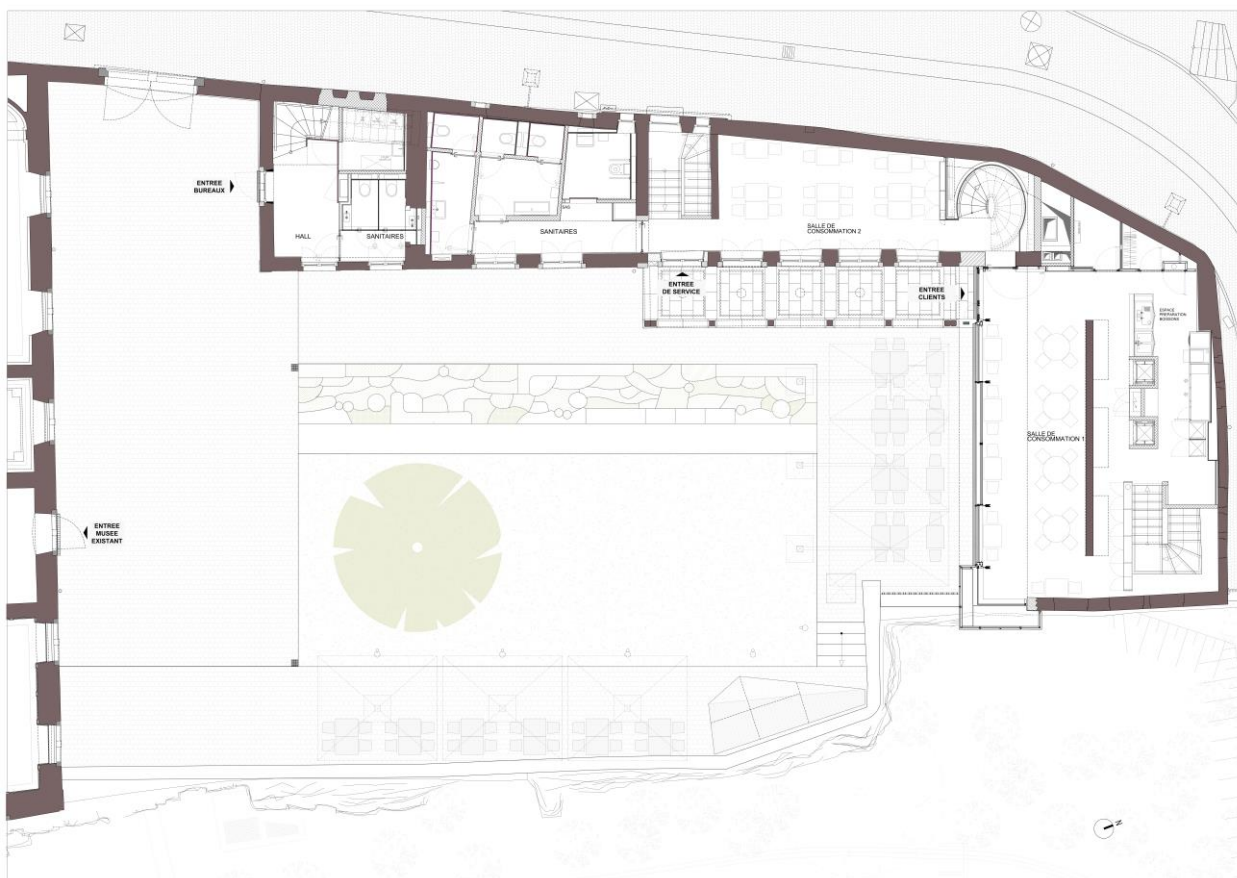 ENTREE
BUREAUX
HALL
SANITAIRES
SAS
SANITAIRES
SALLE DE
CONSOMMATION 2
ENTREE
DE SERVICE
ENTREE
CLIENTS
ESPACE
PREPARATION
BOISSONS
SALLE DE
CONSOMMATION 1
ENTREE
MUSEE
EXISTANT
N